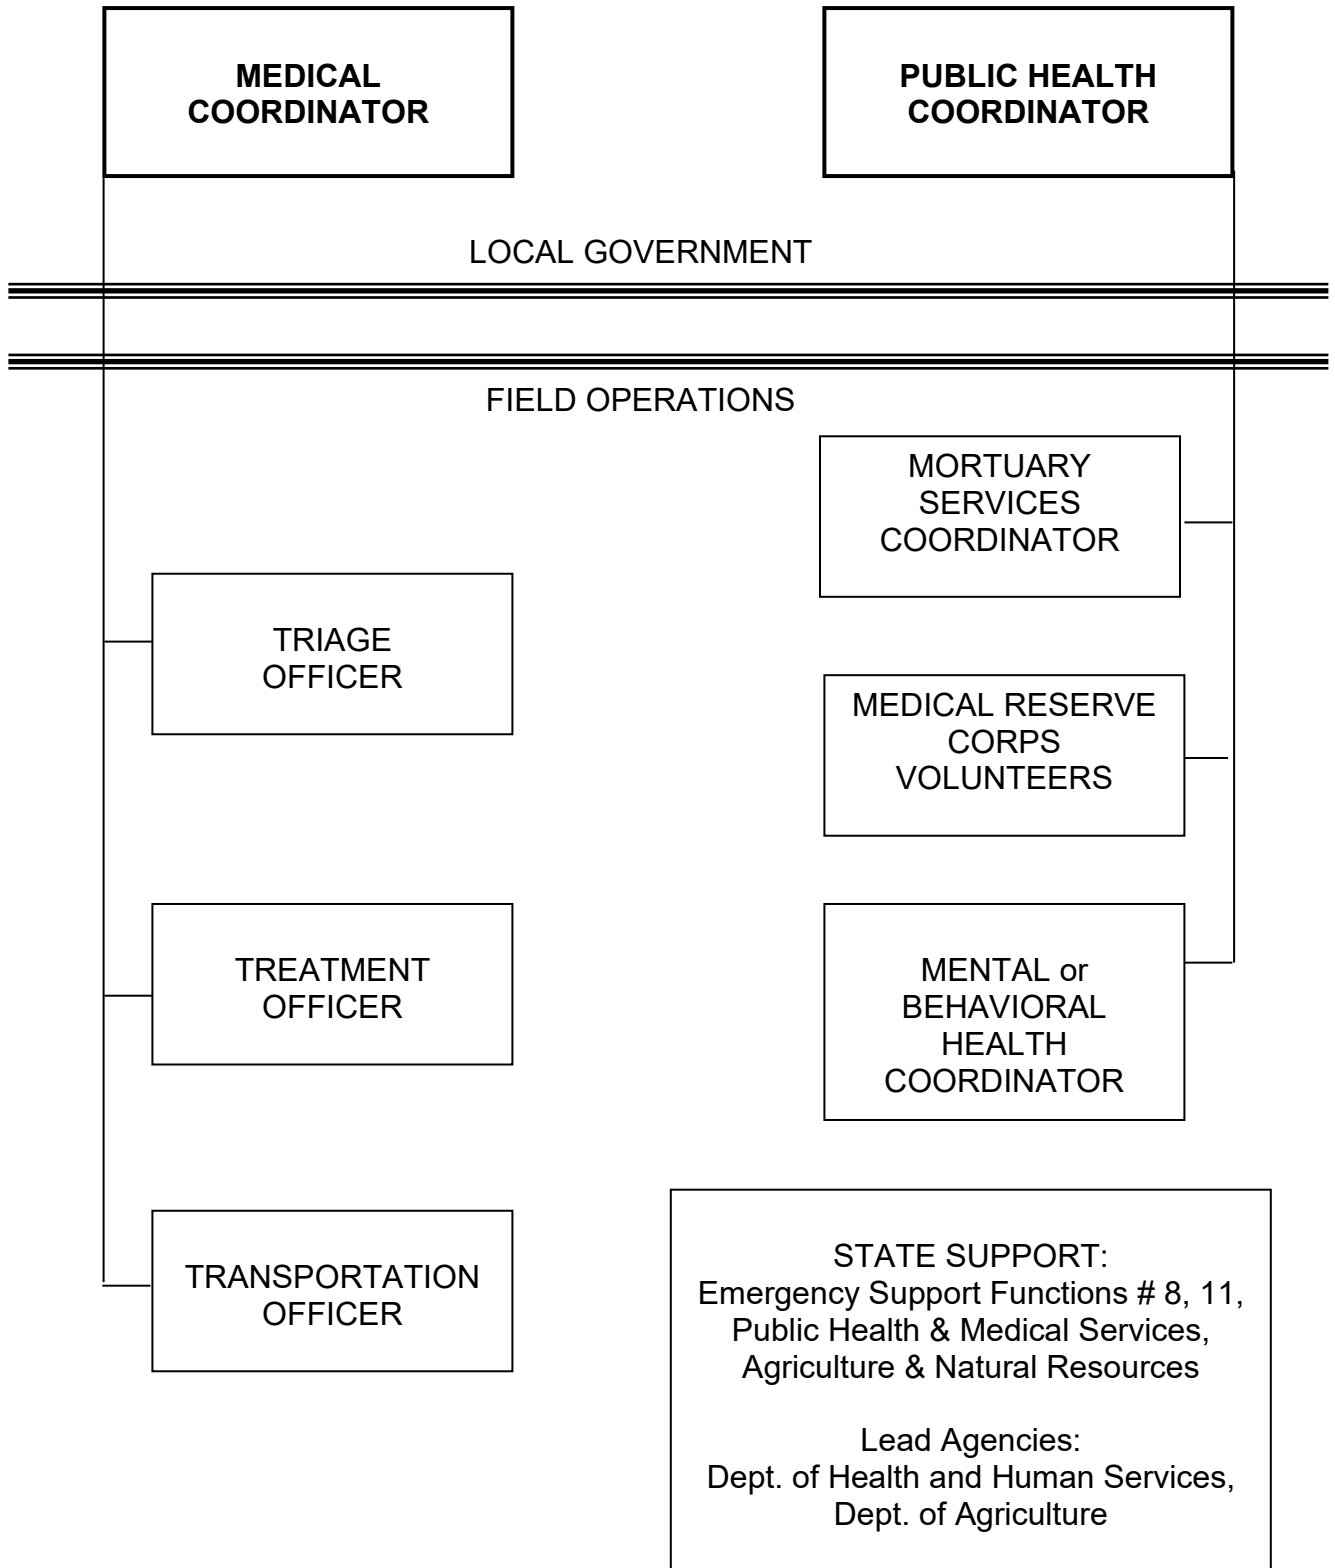 MEDICAL
COORDINATOR
PUBLIC HEALTH
COORDINATOR
LOCAL GOVERNMENT
FIELD OPERATIONS
MORTUARY
SERVICES
COORDINATOR
TRIAGE
OFFICER
MEDICAL RESERVE
CORPS
VOLUNTEERS
TREATMENT
OFFICER
MENTAL or
BEHAVIORAL
HEALTH
COORDINATOR
TRANSPORTATION
OFFICER
STATE SUPPORT:
Emergency Support Functions # 8, 11,
Public Health & Medical Services,
Agriculture & Natural Resources
Lead Agencies:
Dept. of Health and Human Services,
Dept. of Agriculture